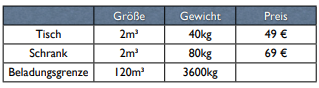 Größe Gewicht Preis
Tisch 2m³ 40kg 49 €
Schrank 2m³ 80kg 69 €
Beladungsgrenze 120m³ 3600kg